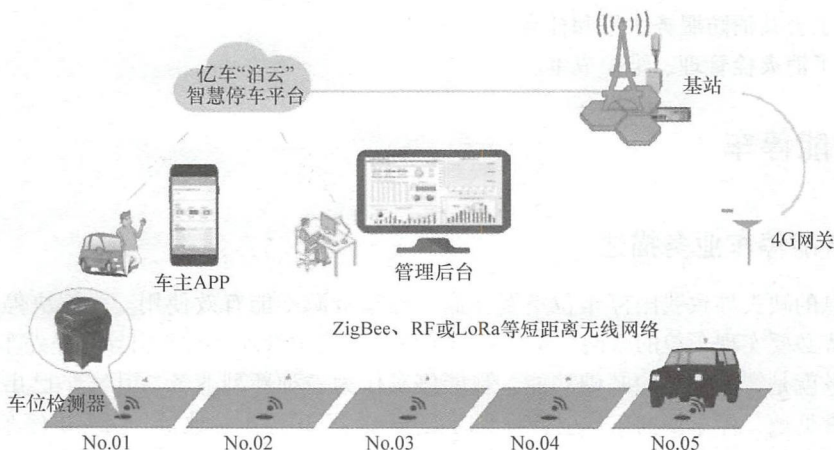 亿车“泊云”
智慧停车平台
基站
4G网关
车主APP
管理后台
ZigBee、RF或LoRa等短距离无线网络
车位检测器
No.01
No.02
No.03
No.04
No.05